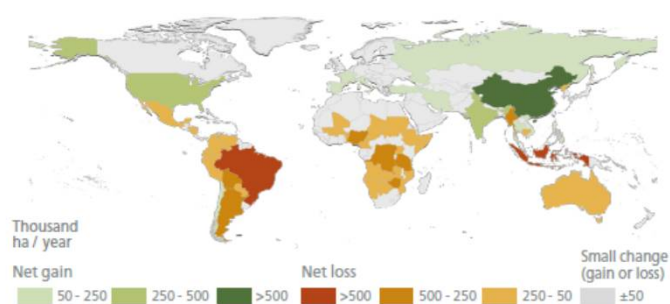 Thousand
ha / year
Net gain
50 - 250
250 - 500
>500
Net loss
>500
500 - 250
250 - 50
Small change
(gain or loss)
±50